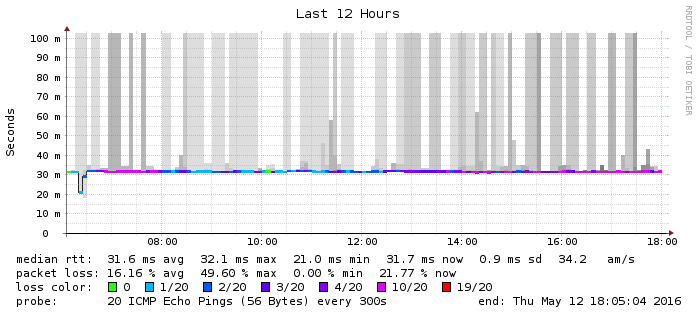 Last 12 Hours
RRDTOOL / TOBI OETIKER
Seconds
100 m
90 m
80 m
70 m
60 m
50 m
40 m
30 m
20 m
10 m
0
08:00 10:00 12:00 14:00 16:00 18:00
median rtt: 31.6 ms avg 32.1 ms max 21.0 ms min 31.7 ms now 0.9 ms sd 34.2 am/s
packet loss: 16.16 % avg 49.60 % max 0.00 % min 21.77 % now
loss color: 0 1/20 2/20 3/20 4/20 10/20 19/20
probe: 20 ICMP Echo Pings (56 Bytes) every 300s end: Thu May 12 18:05:04 2016